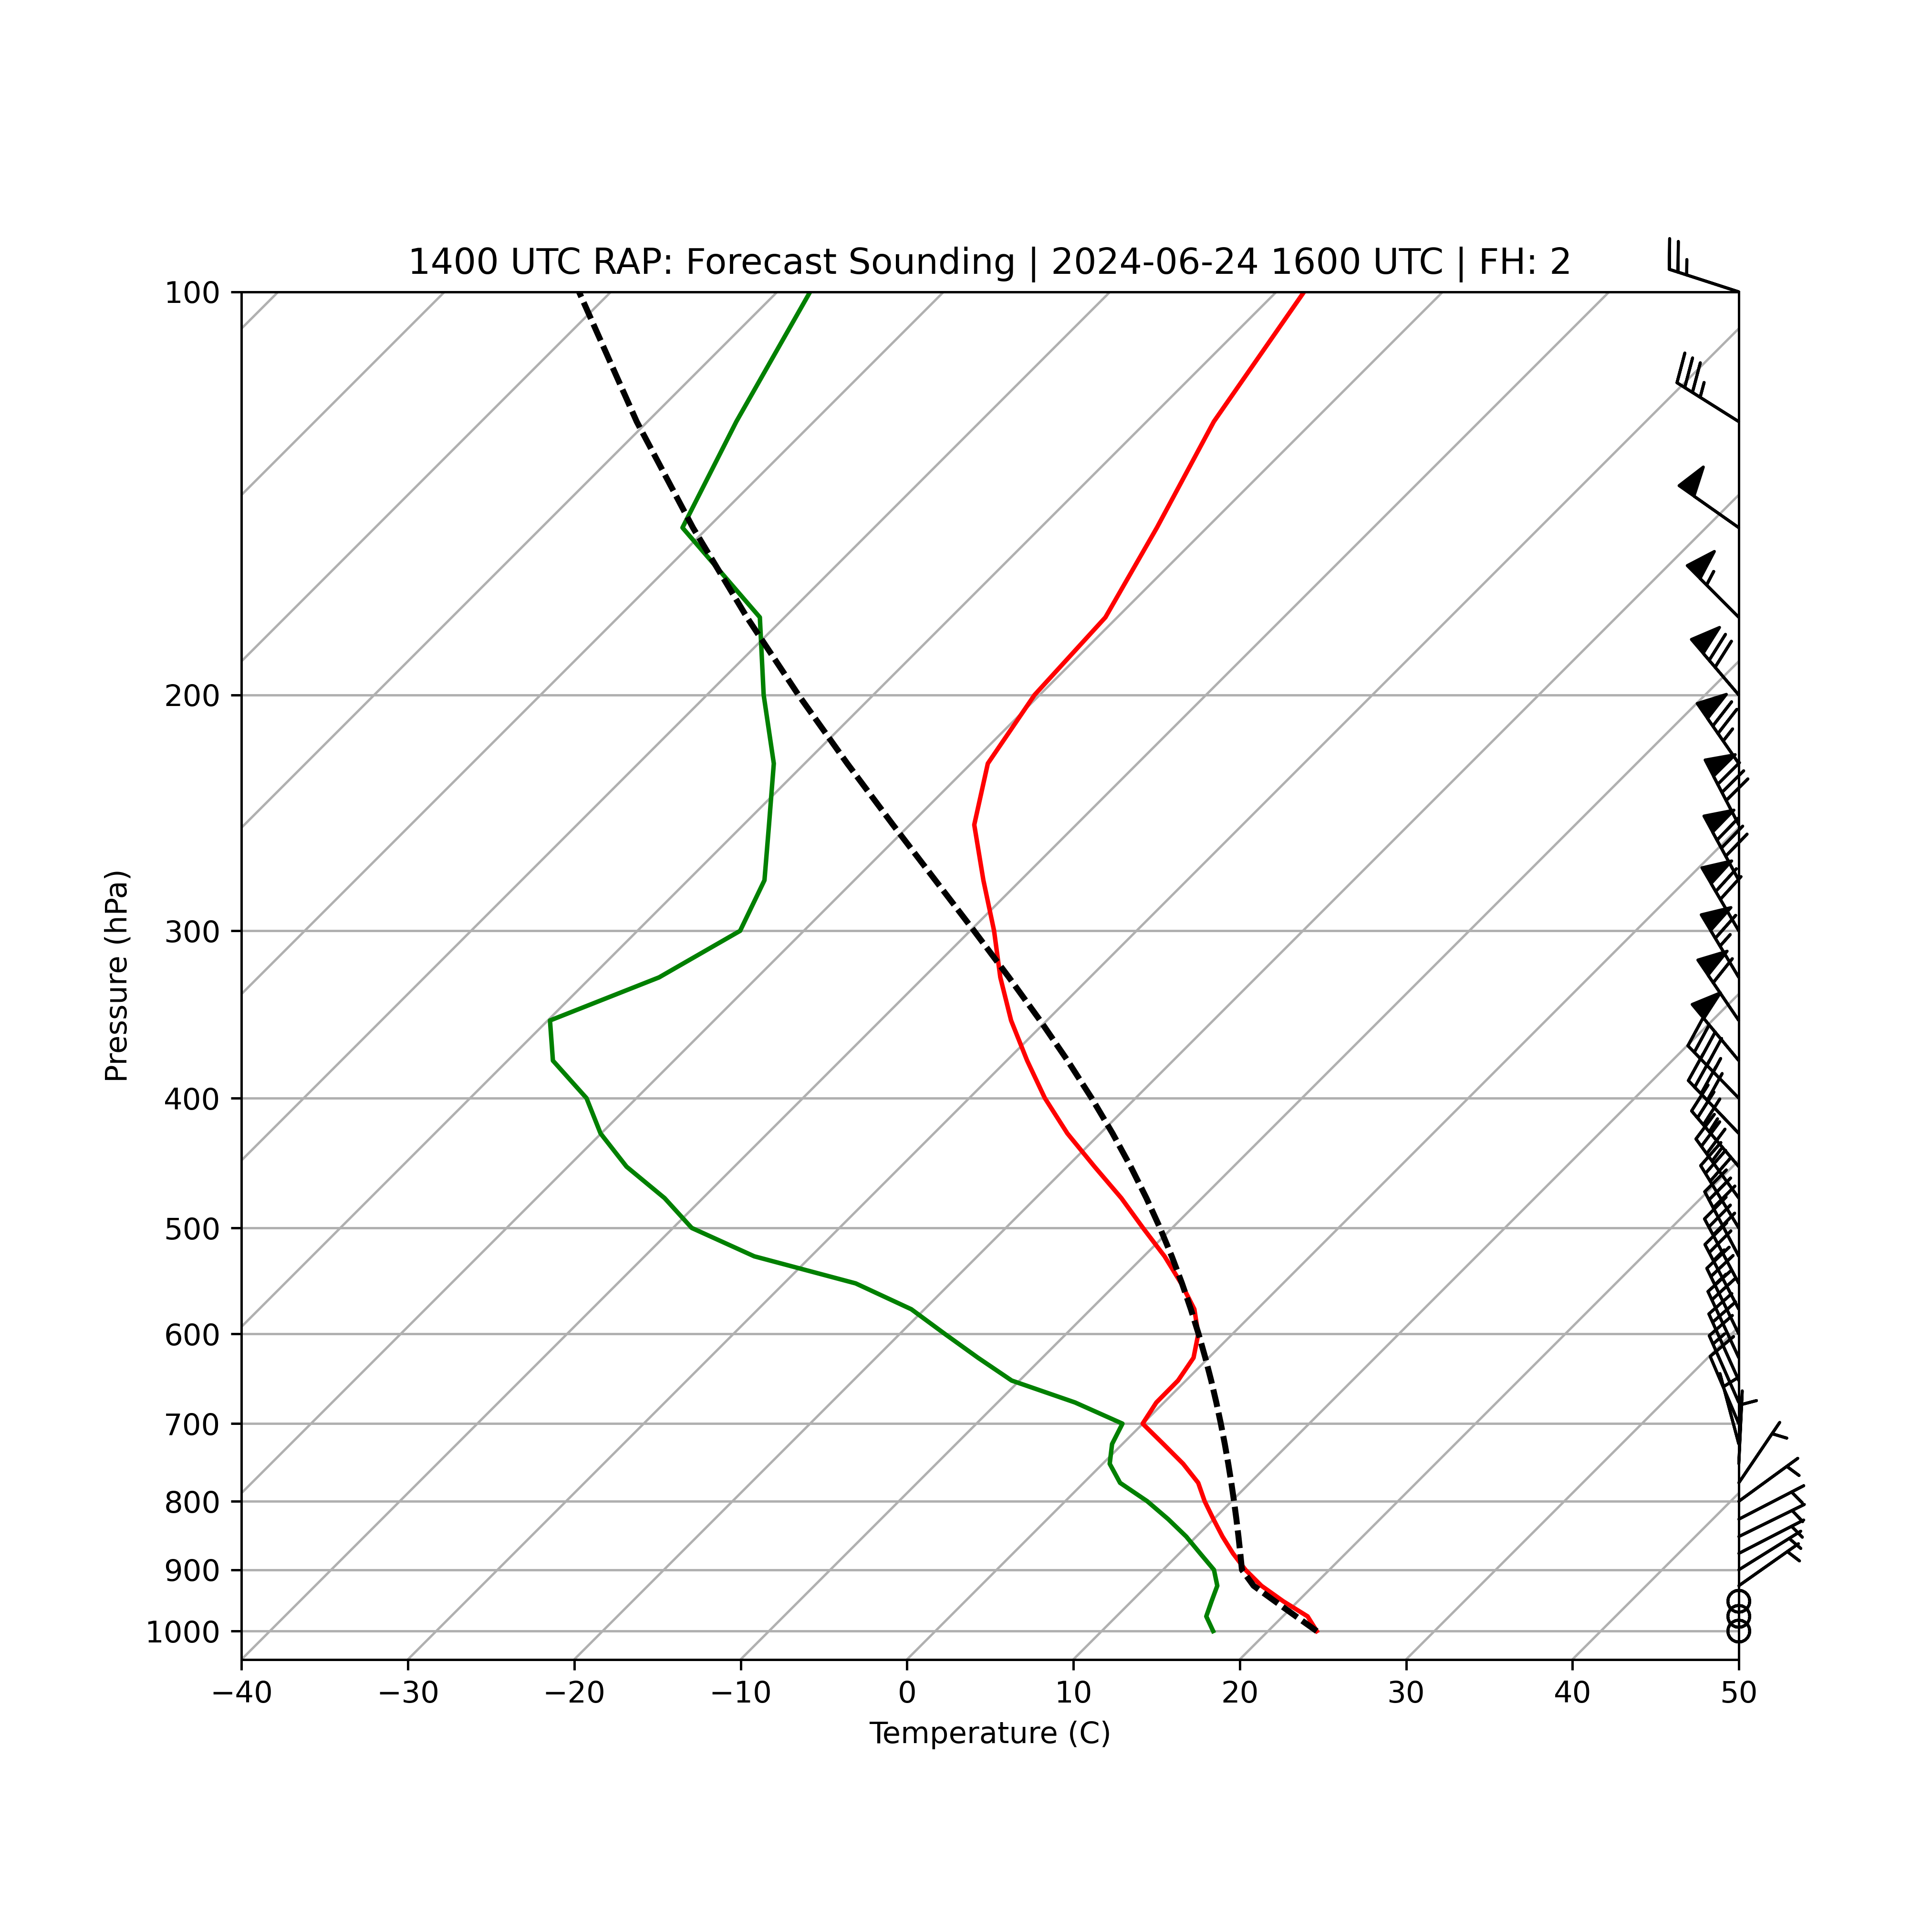 1400 UTC RAP: Forecast Sounding | 2024-06-24 1600 UTC | FH: 2
100
200
300
400
500
600
700
800
900
1000
Pressure (hPa)
−40 −30 −20 −10 0 10 20 30 40 50
Temperature (C)